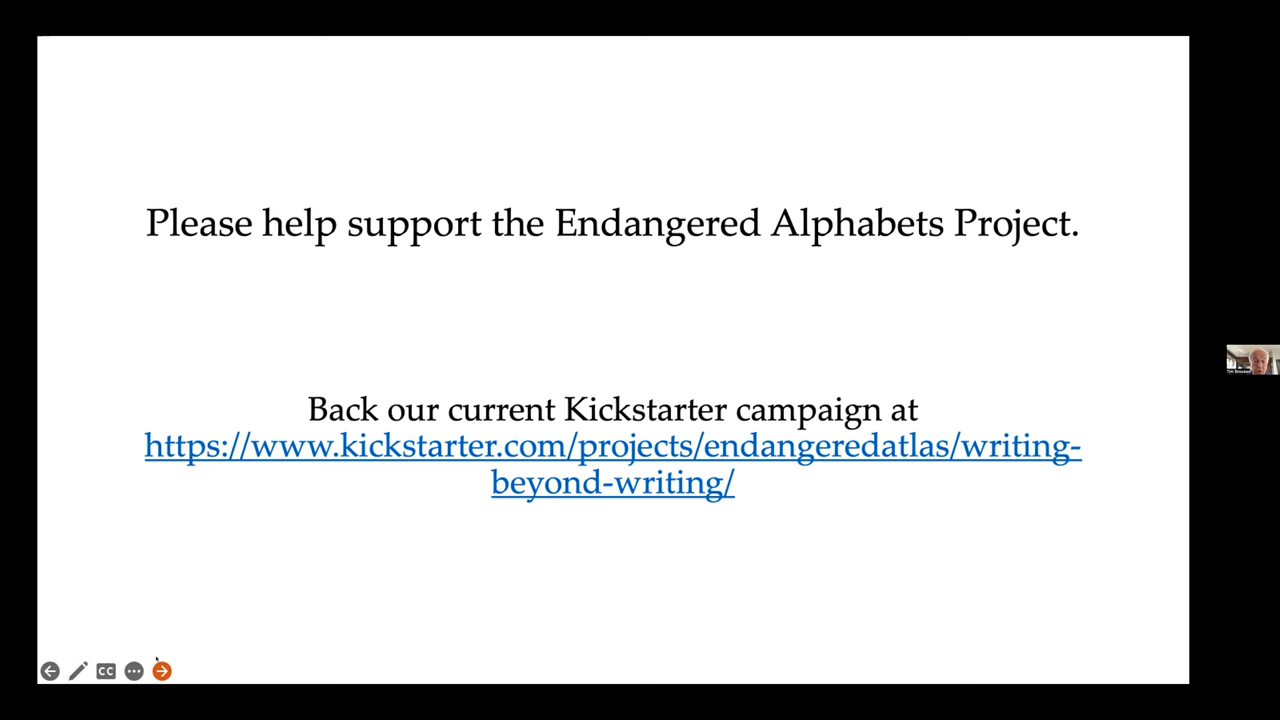 Please help support the Endangered Alphabets Project.
Back our current Kickstarter campaign at
https://www.kickstarter.com/projects/endangeredatlas/writing-
beyond-writing/
CC